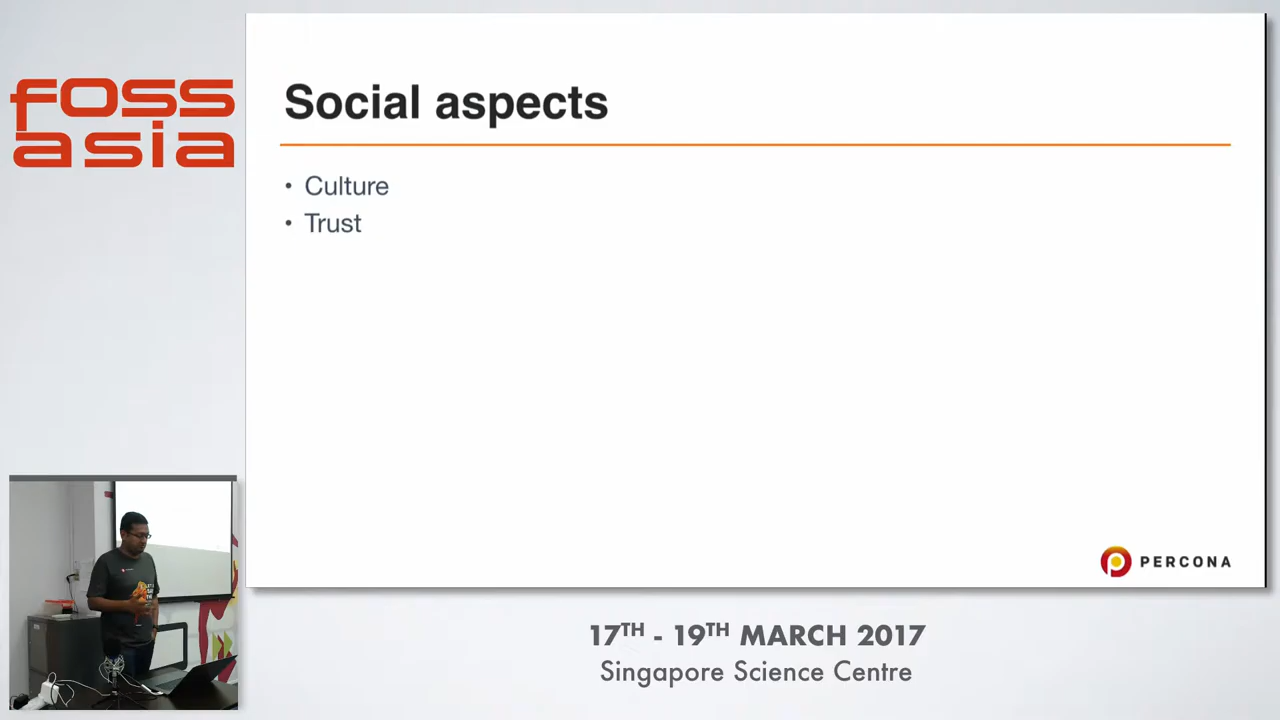 foss
asia
Social aspects
• Culture
• Trust
PERCONA
17TH - 19TH MARCH 2017
Singapore Science Centre